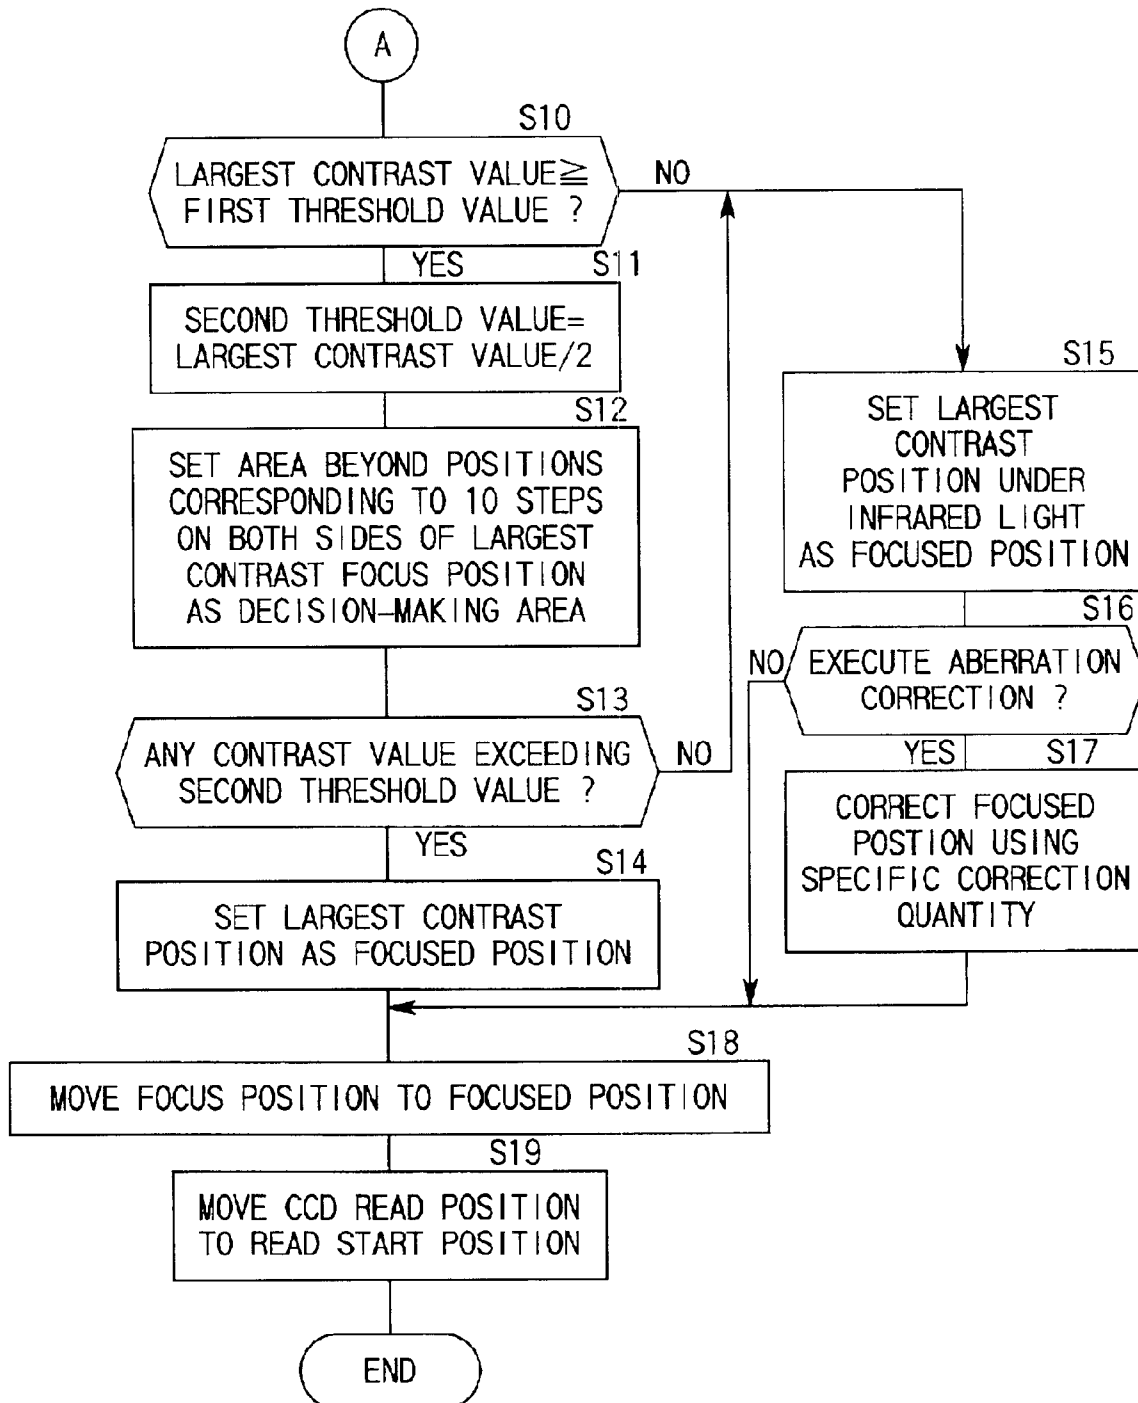 A
S10
LARGEST CONTRAST VALUE≧
FIRST THRESHOLD VALUE ?
NO
YES
S11
SECOND THRESHOLD VALUE=
LARGEST CONTRAST VALUE/2
S12
SET AREA BEYOND POSITIONS
CORRESPONDING TO 10 STEPS
ON BOTH SIDES OF LARGEST
CONTRAST FOCUS POSITION
AS DECISION-MAKING AREA
S13
ANY CONTRAST VALUE EXCEEDING
SECOND THRESHOLD VALUE ?
NO
YES
S14
SET LARGEST CONTRAST
POSITION AS FOCUSED POSITION
S15
SET LARGEST
CONTRAST
POSITION UNDER
INFRARED LIGHT
AS FOCUSED POSITION
S16
NO
EXECUTE ABERRATION
CORRECTION ?
YES
S17
CORRECT FOCUSED
POSTION USING
SPECIFIC CORRECTION
QUANTITY
S18
MOVE FOCUS POSITION TO FOCUSED POSITION
S19
MOVE CCD READ POSITION
TO READ START POSITION
END